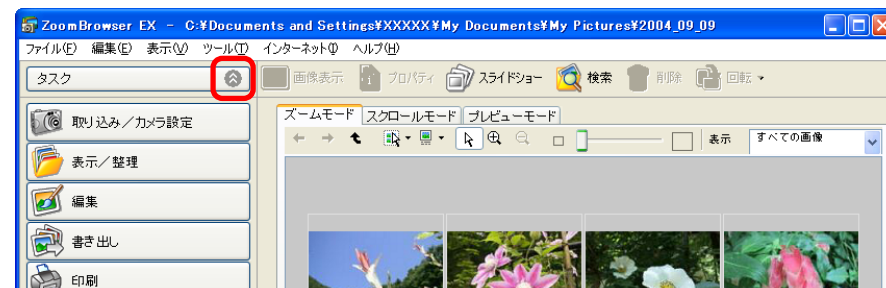 ZoomBrowser EX - C:¥Documents and Settings¥XXXXX¥My Documents¥My Pictures¥2004_09_09
ファイル(F) 編集(E) 表示(V) ツール(T) インターネット(I) ヘルプ(H)
タスク 画像表示 プロパティ スライドショー 検索 削除 回転
取り込み/カメラ設定
ズームモード スクロールモード プレビューモード
表示 すべての画像
表示/整理
編集
書き出し
印刷